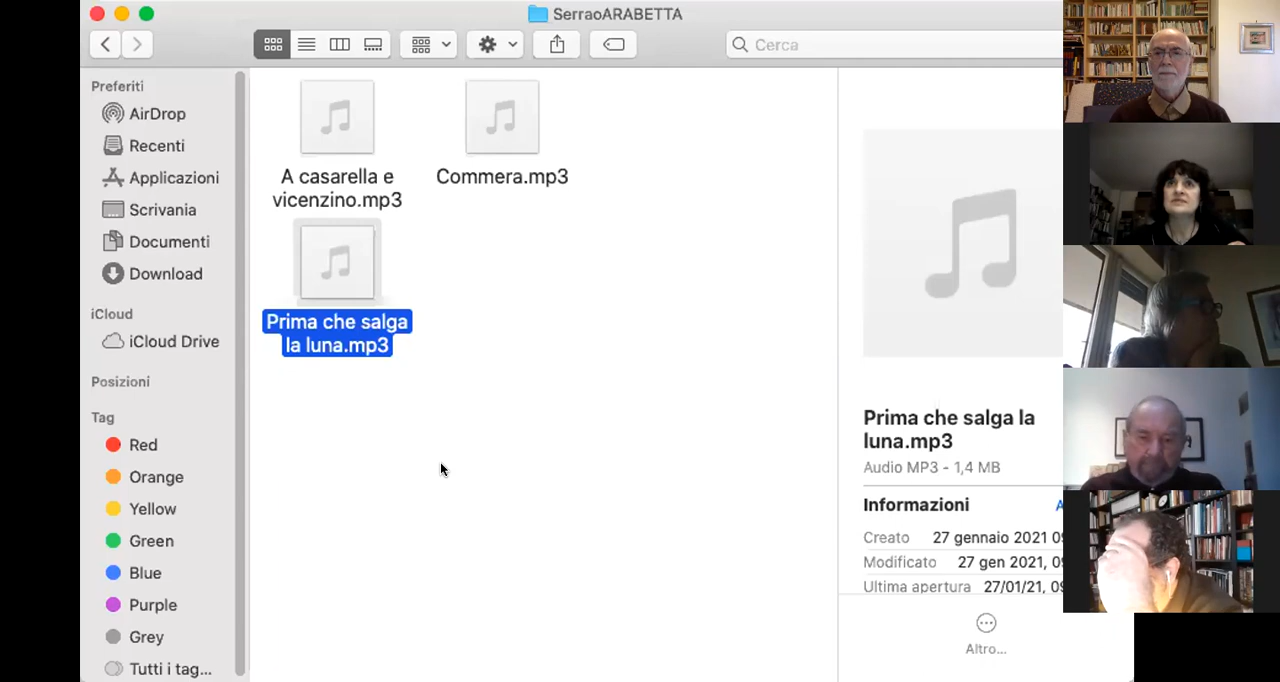 SerraoARABETTA
Cerca
Preferiti
AirDrop
Recenti
Applicazioni
Scrivania
Documenti
Download
iCloud
iCloud Drive
Posizioni
Tag
Red
Orange
Yellow
Green
Blue
Purple
Grey
Tutti i tag...
A casarella e
vicenzino.mp3
Commera.mp3
Prima che salga
la luna.mp3
Prima che salga la
luna.mp3
Audio MP3 - 1,4 MB
Informazioni
Creato 27 gennaio 2021
Modificato 27 gen 2021,
Ultima apertura 27/01/21,
Altro...